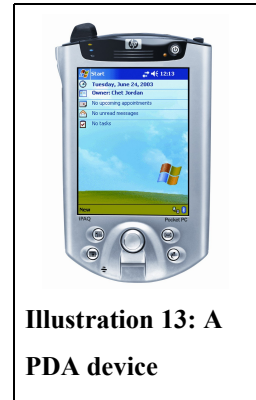 hp
Start 12:13
Tuesday, June 24, 2003
Owner: Chet Jordan
No upcoming appointments
No unread messages
No tasks
New
iPAQ Pocket PC
Illustration 13: A
PDA device